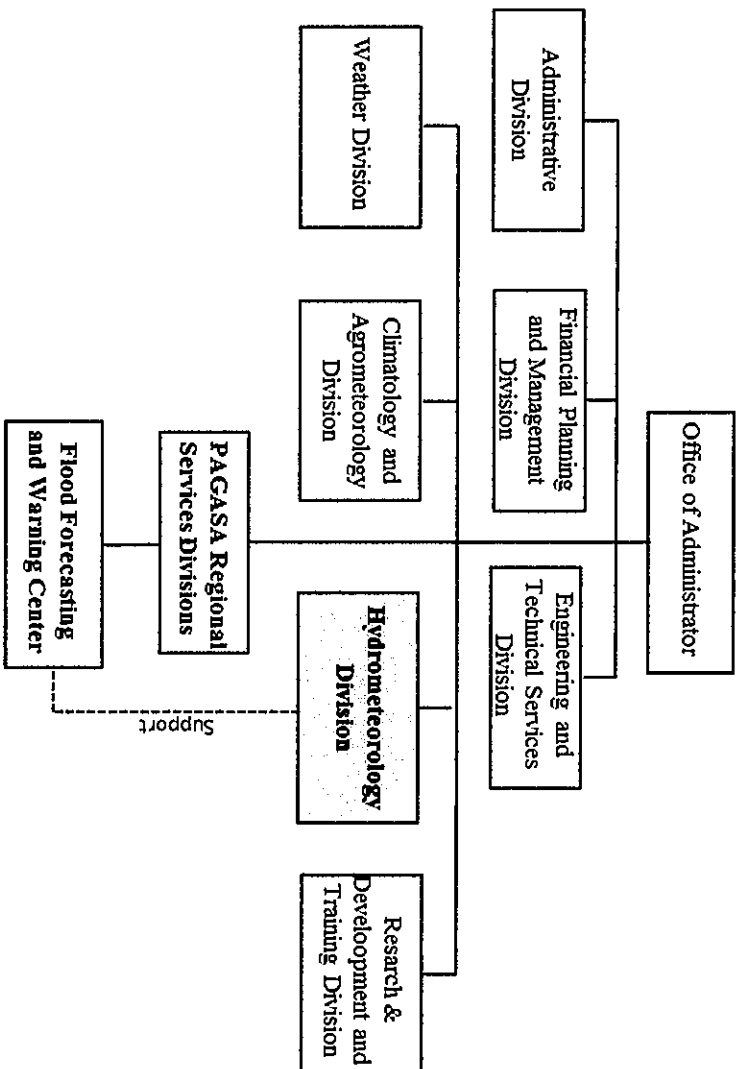 Office of Administrator
Administrative
Division
Financial Planning
and Management
Division
Engineering and
Technical Services
Division
Weather Division
Climatology and
Agrometeorology
Division
Hydrometeorology
Division
Resarch &
Develoopment and
Training Division
PAGASA Regional
Services Divisions
Support
Flood Forecasting
and Warning Center